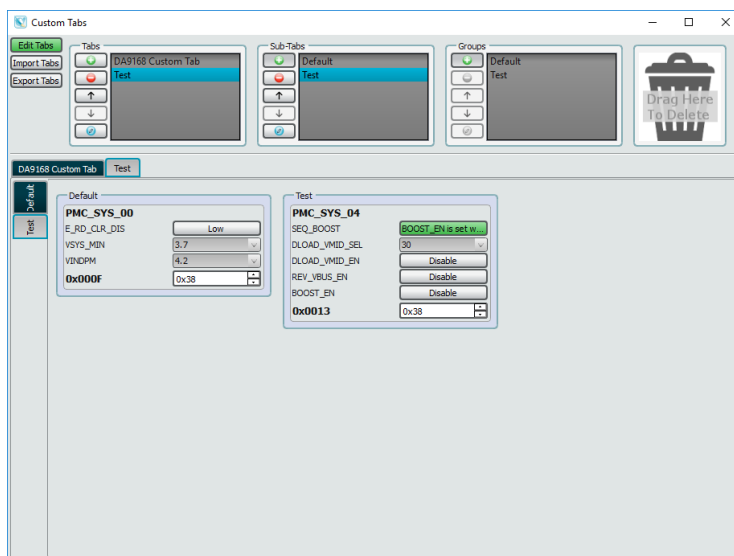 Custom Tabs
Edit Tabs
Import Tabs
Export Tabs
Tabs
DA9168 Custom Tab
Test
Sub-Tabs
Default
Test
Groups
Default
Test
Drag Here
To Delete
DA9168 Custom Tab
Test
Default
Test
Default
PMC_SYS_00
E_RD_CLR_DIS Low
VSYS_MIN 3.7
VINDPM 4.2
0x000F 0x38
Test
PMC_SYS_04
SEQ_BOOST BOOST_EN is set w...
DLOAD_VMID_SEL 30
DLOAD_VMID_EN Disable
REV_VBUS_EN Disable
BOOST_EN Disable
0x0013 0x38